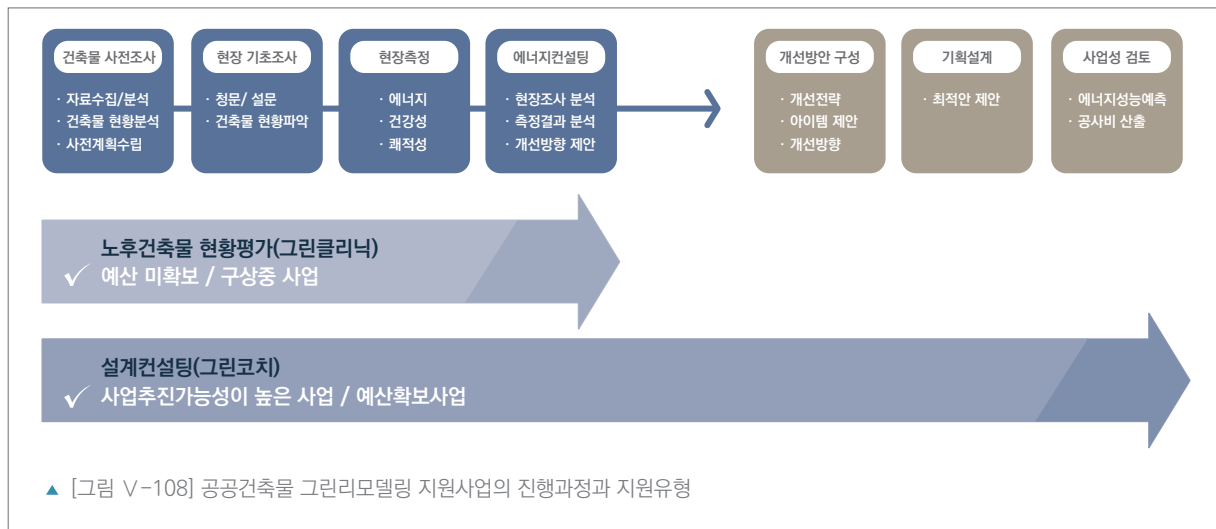 건축물 사전조사
· 자료수집/분석
· 건축물 현황분석
· 사전계획수립
현장 기초조사
· 청문/ 설문
· 건축물 현황파악
현장측정
· 에너지
· 건강성
· 쾌적성
에너지컨설팅
· 현장조사 분석
· 측정결과 분석
· 개선방향 제안
개선방안 구성
· 개선전략
· 아이템 제안
· 개선방향
기획설계
· 최적안 제안
사업성 검토
· 에너지성능예측
· 공사비 산출
노후건축물 현황평가(그린클리닉)
✓ 예산 미확보 / 구상중 사업
설계컨설팅(그린코치)
✓ 사업추진가능성이 높은 사업 / 예산확보사업
▲ [그림 Ⅴ-108] 공공건축물 그린리모델링 지원사업의 진행과정과 지원유형